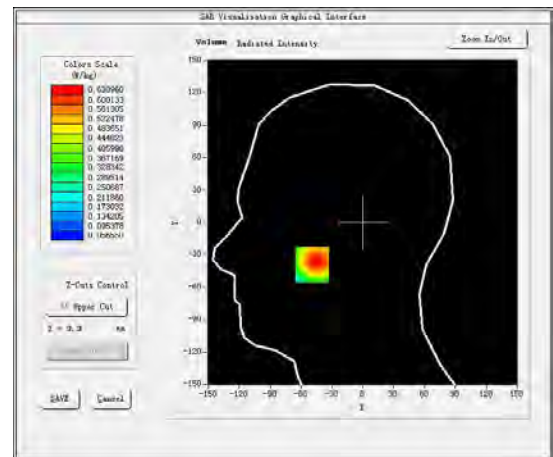 SAR Visualisation Graphical Interface
Volume Radiated Intensity
Zoom In/Out
Colors Scale
(W/kg)
0.630960
0.600133
0.561305
0.522478
0.483651
0.444823
0.405996
0.367169
0.328342
0.289514
0.250687
0.211860
0.173032
0.134205
0.095378
150
120
90
60
30
0
-30
-60
-90
-120
-150
Y
-150 -120 -90 -60 -30 0 30 60 90 120 150
X
Z-Cuts Control
Upper Cut
SAVE
Cancel